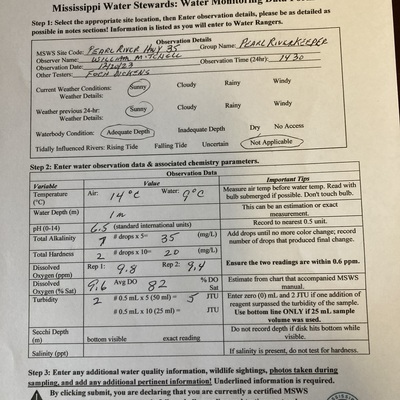 Mississippi Water Stewards: Water Monitoring Data
Step 1: Select the appropriate site location, then Enter observation details, please be as detailed as
possible in notes sections! Information is listed as you will enter to Water Rangers.
Observation Details
MSWS Site Code: PEARL RIVER HWY 35 Group Name: PEARL RIVERKEEPER
Observer Name: WILLIAM MITCHELL
Observation Date: 12/20/23 Observation Time (24hr): 1430
Other Testers: DICKENS
Current Weather Conditions: Sunny Cloudy Rainy Windy
Weather Details:
Weather previous 24-hr: Sunny Cloudy Rainy Windy
Weather Details:
Waterbody Condition: Adequate Depth Inadequate Depth Dry No Access
Tidally Influenced Rivers: Rising Tide Falling Tide Uncertain Not Applicable
Step 2: Enter water observation data & associated chemistry parameters.
Observation Data
Variable Value Important Tips
Temperature (°C) Air: 14°C Water: 9°C Measure air temp before water temp. Read with
bulb submerged if possible. Don't touch bulb.
Water Depth (m) 1m This can be an estimation or exact
measurement.
pH (0-14) 6.5 (standard international units) Record to nearest 0.5 unit.
Total Alkalinity 7 # drops x 5= 35 (mg/L) Add drops until no more color change; record
number of drops that produced final change.
Total Hardness 2 # drops x 10= 20 (mg/L)
Dissolved Oxygen (ppm) Rep 1: 9.8 Rep 2: 9.4 Ensure the two readings are within 0.6 ppm.
Dissolved Oxygen (% Sat) 9.6 Avg DO 82 % DO Sat Estimate from chart that accompanied MSWS
manual.
Turbidity 2 # 0.5 mL x 5 (50 ml) = 5 JTU Enter zero (0) mL and 2 JTU if one addition of
reagent surpassed the turbidity of the sample.
# 0.5 mL x 10 (25 ml) = JTU Use bottom line ONLY if 25 mL sample
volume was used.
Secchi Depth (m) bottom visible exact reading Do not record depth if disk hits bottom while
visible.
Salinity (ppt) If salinity is present, do not test for hardness.
Step 3: Enter any additional water quality information, wildlife sightings, photos taken during
sampling, and add any additional pertinent information! Underlined information is required.
By clicking submit, you are declaring that you are currently a certified MSWS